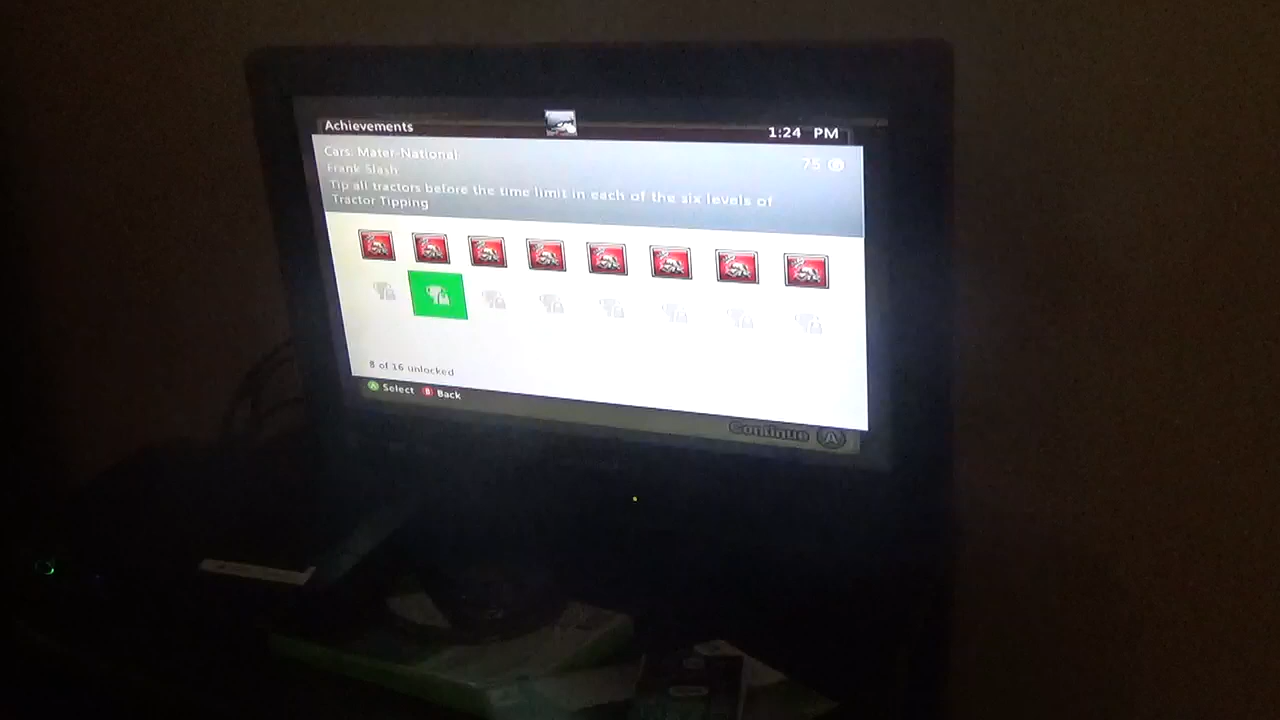 Achievements
1:24 PM
Cars: Mater-National
75 G
Frank Slash
Tip all tractors before the time limit in each of the six levels of
Tractor Tipping
8 of 16 unlocked
A Select B Back
Continue A